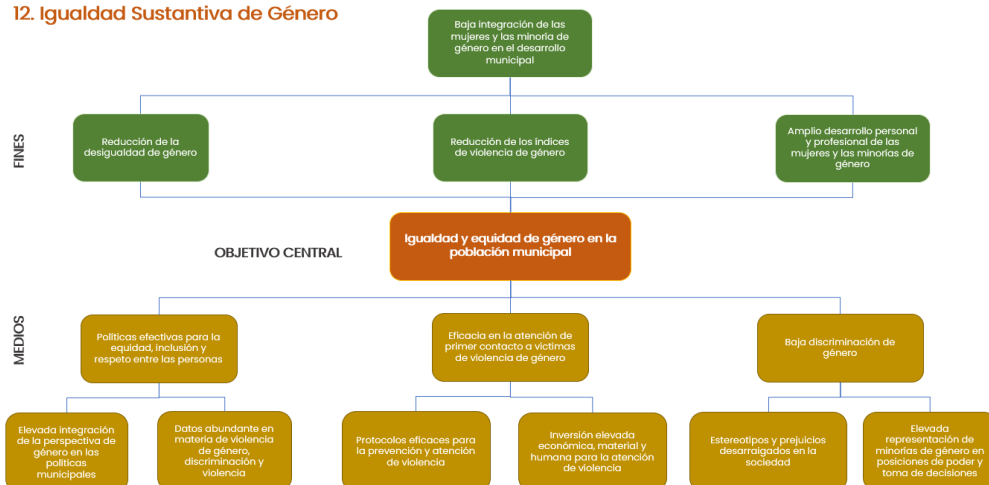 12. Igualdad Sustantiva de Género
Baja integración de las
mujeres y las minoría de
género en el desarrollo
municipal
FINES
Reducción de la
desigualdad de género
Reducción de los índices
de violencia de género
Amplio desarrollo personal
y profesional de las
mujeres y las minorías de
género
OBJETIVO CENTRAL
Igualdad y equidad de género en la
población municipal
MEDIOS
Políticas efectivas para la
equidad, inclusión y
respeto entre las personas
Eficacia en la atención de
primer contacto a víctimas
de violencia de género
Baja discriminación de
género
Elevada integración
de la perspectiva de
género en las políticas
municipales
Datos abundante en
materia de violencia
de género,
discriminación y
violencia
Protocolos eficaces para
la prevención y atención
de violencia
Inversión elevada
económica, material y
humana para la atención
de violencia
Estereotipos y prejuicios
desarraigados en la
sociedad
Elevada
representación de
minorías de género en
posiciones de poder y
toma de decisiones